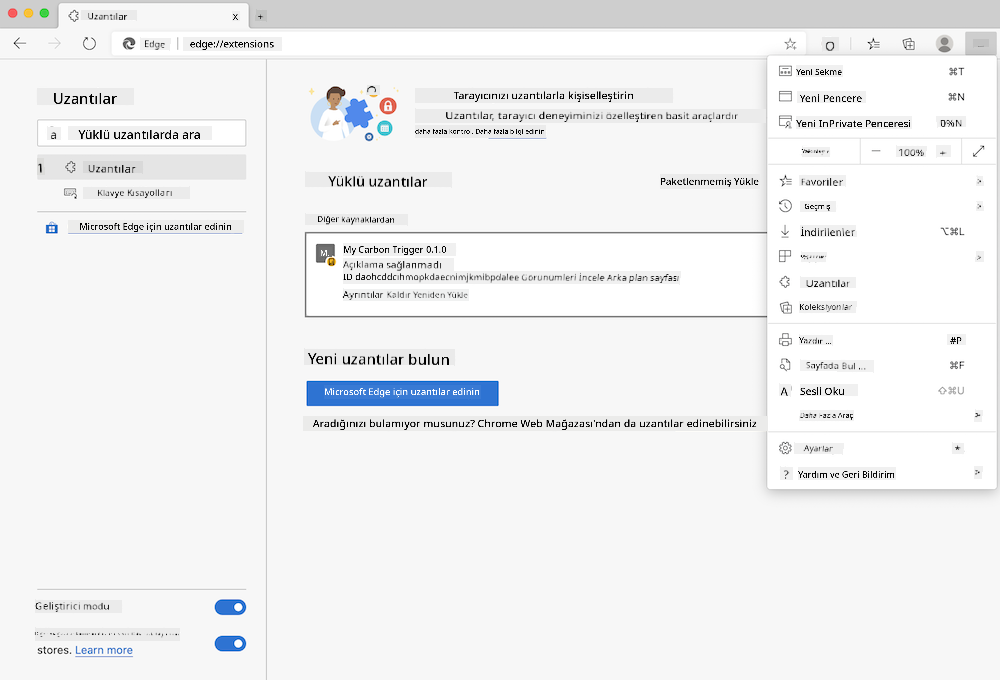 Uzantılar
x
+
Edge
edge://extensions
Uzantılar
Yüklü uzantılarda ara
Uzantılar
Klavye Kısayolları
Microsoft Edge için uzantılar edinin
Geliştirici modu
stores. Learn more
Tarayıcınızı uzantılarla kişiselleştirin
Uzantılar, tarayıcı deneyiminizi özelleştiren basit araçlardır
daha fazla kontrol. Daha fazla bilgi edinin
Yüklü uzantılar
Paketlenmemiş Yükle
Diğer kaynaklardan
My Carbon Trigger 0.1.0
Açıklama sağlanmadı
ID daohcddcihmopkdaecnimjkmibpdalee Görünümleri İncele Arka plan sayfası
Ayrıntılar Kaldır Yeniden Yükle
Yeni uzantılar bulun
Microsoft Edge için uzantılar edinin
Aradığınızı bulamıyor musunuz? Chrome Web Mağazası'ndan da uzantılar edinebilirsiniz
Yeni Sekme ⌘T
Yeni Pencere ⌘N
Yeni InPrivate Penceresi
100% +
Favoriler >
Geçmiş >
İndirilenler ⌥⌘L
Uzantılar
Koleksiyonlar
Yazdır ... #P
Sayfada Bul ... ⌘F
Sesli Oku ⇧⌘U
Daha Fazla Araç >
Ayarlar
Yardım ve Geri Bildirim >